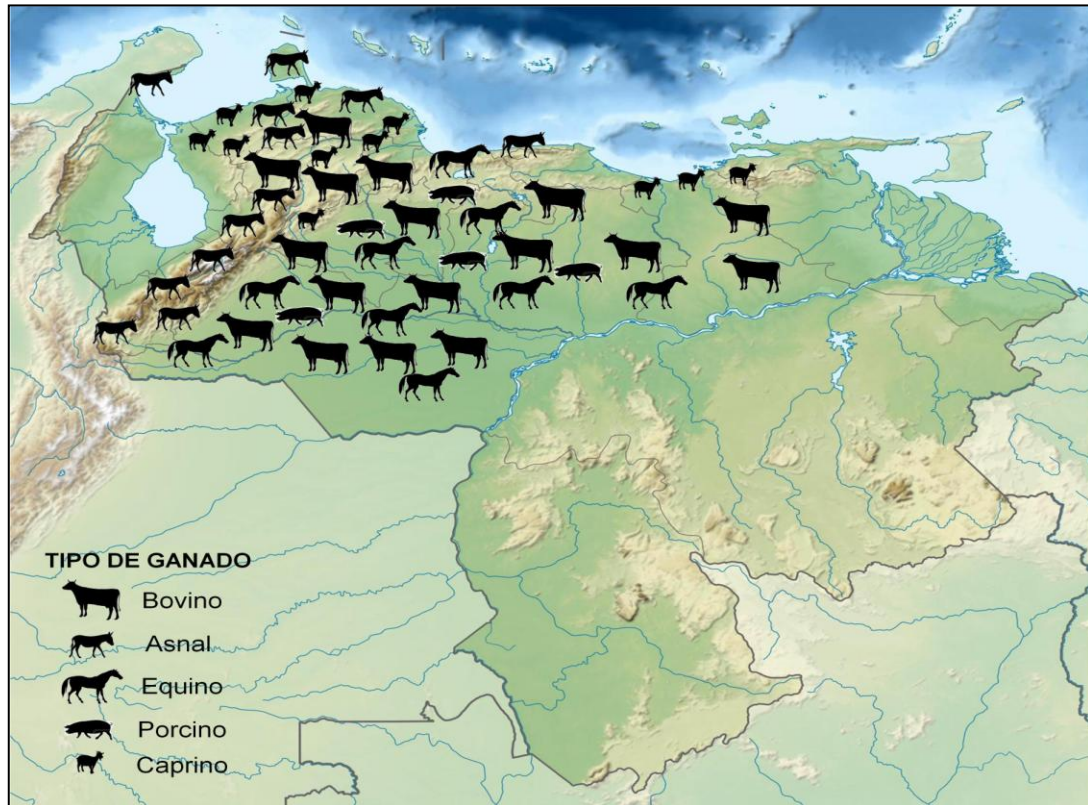 TIPO DE GANADO
Bovino
Asnal
Equino
Porcino
Caprino